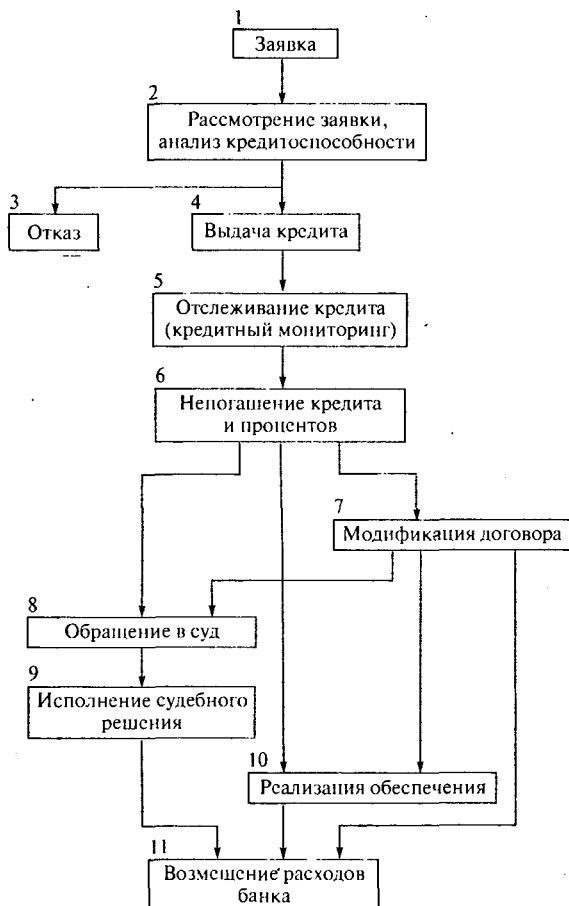 1
Заявка
2
Рассмотрение заявки,
анализ кредитоспособности
3
Отказ
4
Выдача кредита
5
Отслеживание кредита
(кредитный мониторинг)
6
Непогашение кредита
и процентов
7
Модификация договора
8
Обращение в суд
9
Исполнение судебного
решения
10
Реализация обеспечения
11
Возмещение расходов
банка